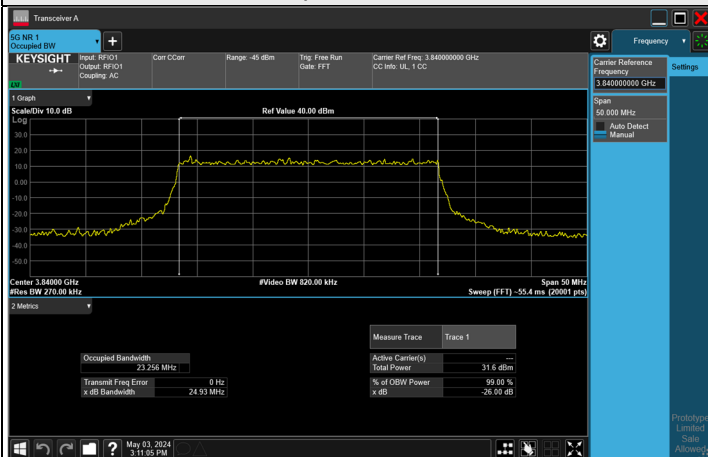 Transceiver A
5G NR 1
Occupied BW
Frequency
KEYSIGHT
Input: RFIO1
Output: RFIO1
Coupling: AC
Corr CCorr
Range: -45 dBm
Trig: Free Run
Gate: FFT
Carrier Ref Freq: 3.840000000 GHz
CC Info: UL, 1 CC
Carrier Reference
Frequency
3.840000000 GHz
Settings
Span
50.000 MHz
Auto Detect
Manual
1 Graph
Scale/Div 10.0 dB
Ref Value 40.00 dBm
Log
30.0
20.0
10.0
0.00
-10.0
-20.0
-30.0
-40.0
-50.0
Center 3.84000 GHz
#Video BW 820.00 kHz
Span 50 MHz
#Res BW 270.00 kHz
Sweep (FFT) ~55.4 ms (20001 pts)
2 Metrics
Measure Trace
Trace 1
Occupied Bandwidth
23.256 MHz
Active Carrier(s)
---
Total Power
31.6 dBm
Transmit Freq Error
0 Hz
x dB Bandwidth
24.93 MHz
% of OBW Power
99.00 %
x dB
-26.00 dB
Prototype
Limited
Sale
Allowed
?
May 03, 2024
3:11:05 PM